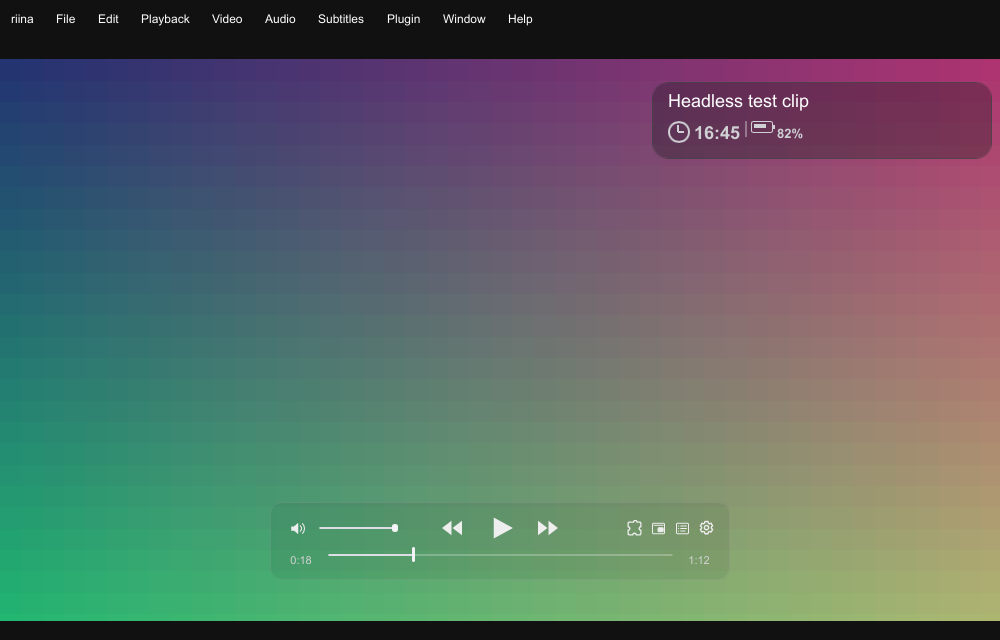 riina File Edit Playback Video Audio Subtitles Plugin Window Help
Headless test clip
16:45 82%
0:18 1:12